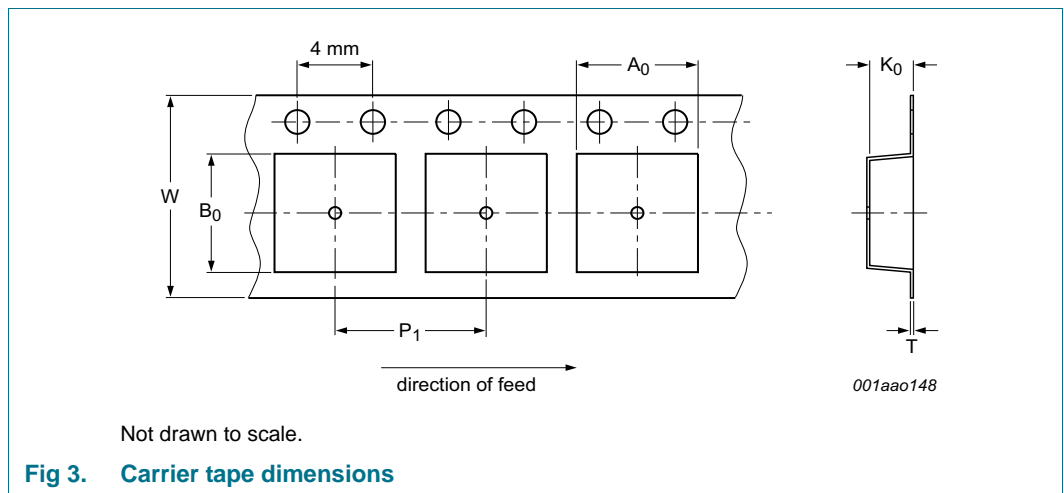 4 mm
A0
K0
W
B0
P1
T
direction of feed
001aao148
Not drawn to scale.
Fig 3. Carrier tape dimensions